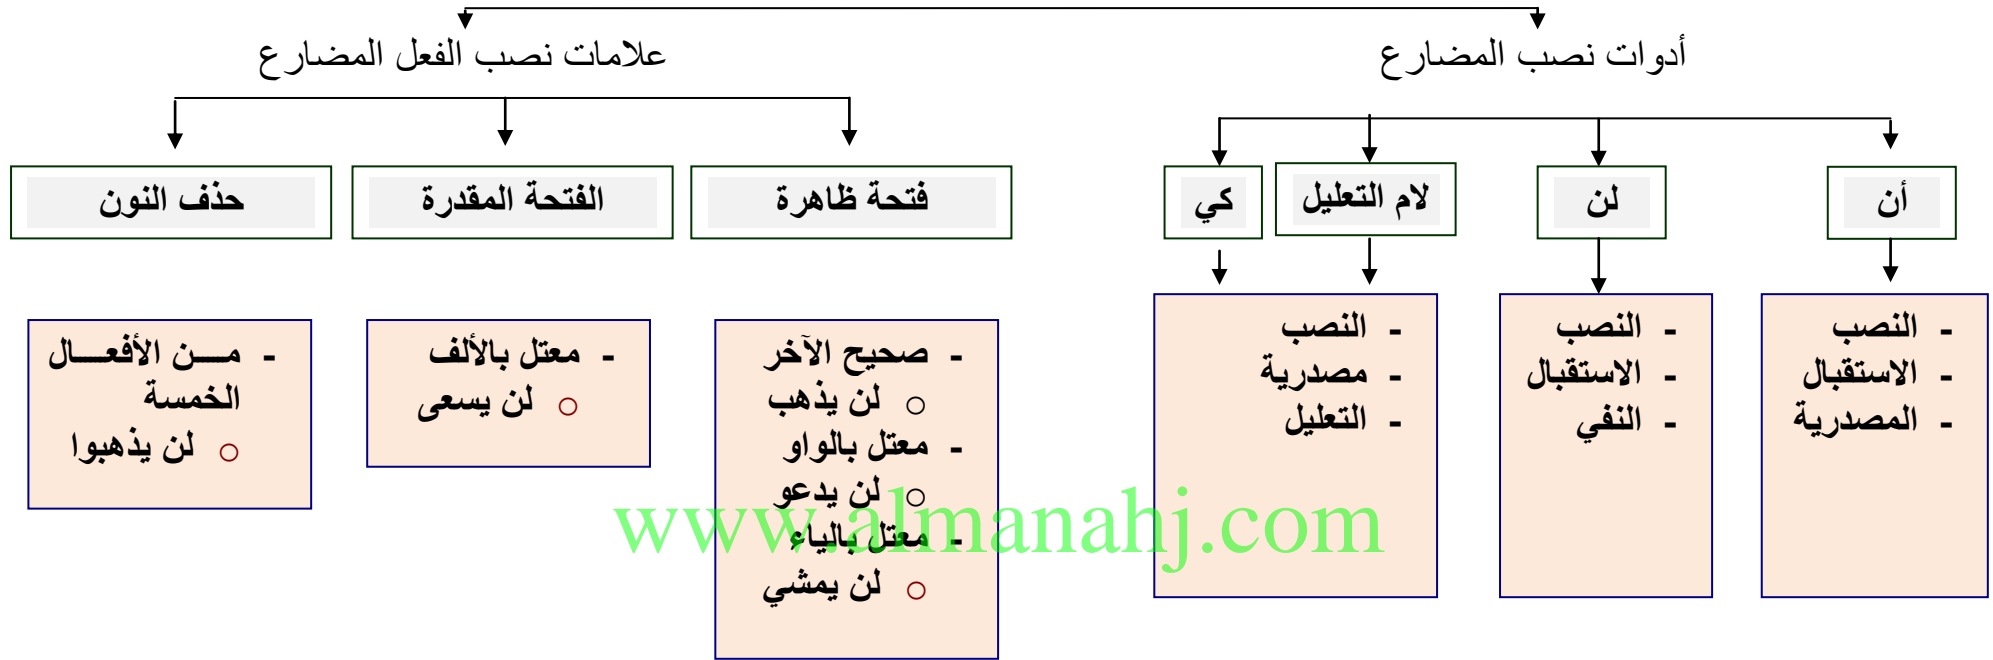 أدوات نصب المضارع
علامات نصب الفعل المضارع
أن
لن
لام التعليل
كي
- النصب
- الاستقبال
- المصدرية
- النصب
- الاستقبال
- النفي
- النصب
- مصدرية
- التعليل
فتحة ظاهرة
الفتحة المقدرة
حذف النون
- صحيح الآخر
○ لن يذهب
- معتل بالواو
○ لن يدعو
- معتل بالياء
○ لن يمشي
- معتل بالألف
○ لن يسعى
- مــــن الأفعــــال
الخمسة
○ لن يذهبوا
www.almanahj.com